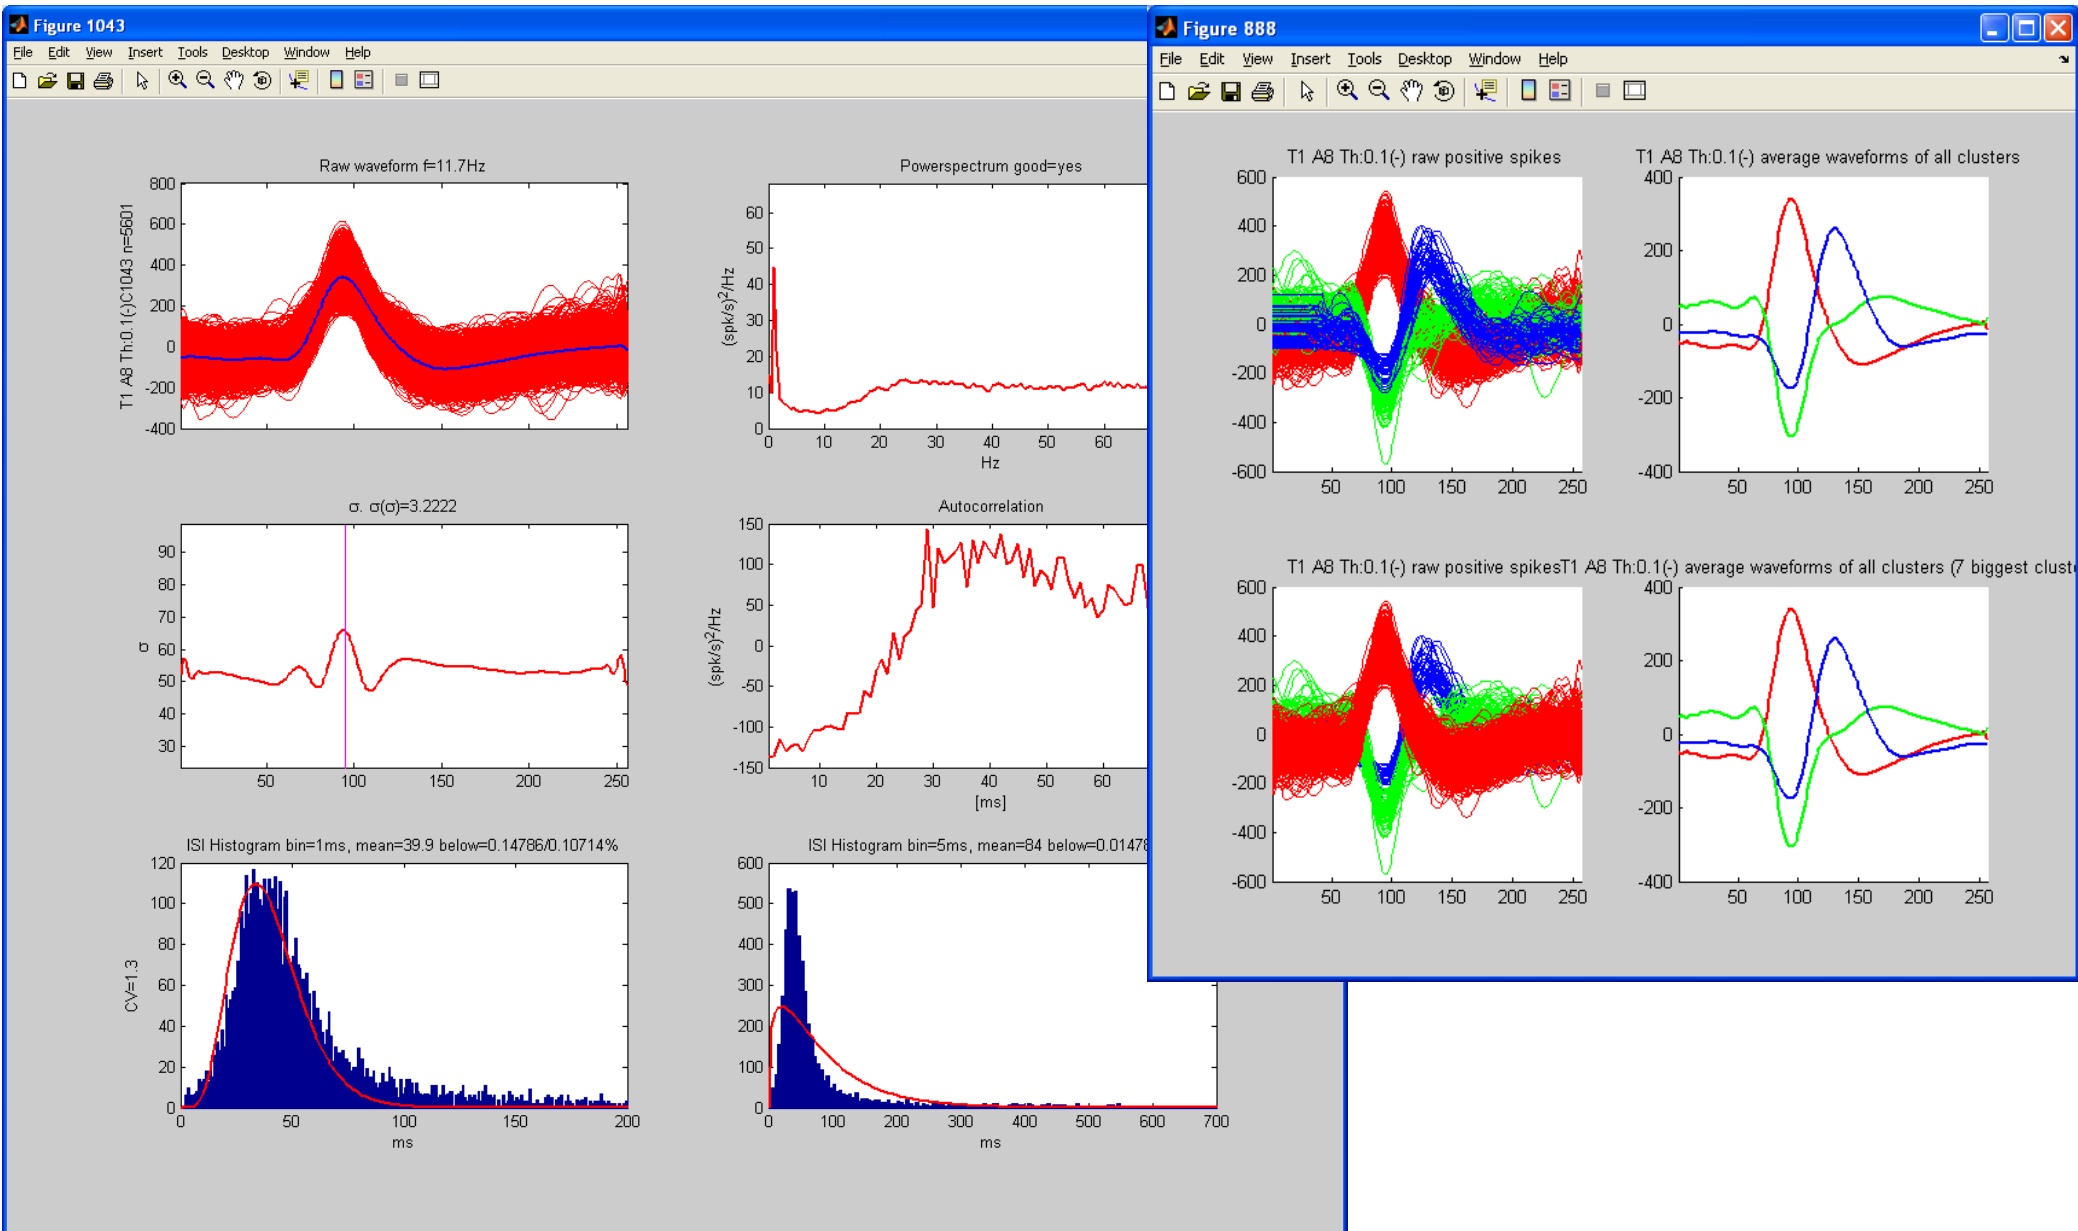 Figure 1043
File Edit View Insert Tools Desktop Window Help
Raw waveform f=11.7Hz
T1 A8 Th:0.1(-)C1043 n=5601
800
600
400
200
0
-200
-400
Powerspectrum good=yes
(spk/s)²/Hz
60
50
40
30
20
10
0
0 10 20 30 40 50 60
Hz
σ. σ(σ)=3.2222
σ
90
80
70
60
50
40
30
50 100 150 200 250
Autocorrelation
(spk/s)²/Hz
150
100
50
0
-50
-100
-150
10 20 30 40 50 60
[ms]
ISI Histogram bin=1ms, mean=39.9 below=0.14786/0.10714%
CV=1.3
120
100
80
60
40
20
0
0 50 100 150 200
ms
ISI Histogram bin=5ms, mean=84 below=0.01478
600
500
400
300
200
100
0
0 100 200 300 400 500 600 700
ms
Figure 888
File Edit View Insert Tools Desktop Window Help
T1 A8 Th:0.1(-) raw positive spikes
600
400
200
0
-200
-400
-600
50 100 150 200 250
T1 A8 Th:0.1(-) average waveforms of all clusters
400
200
0
-200
-400
50 100 150 200 250
T1 A8 Th:0.1(-) raw positive spikesT1 A8 Th:0.1(-) average waveforms of all clusters (7 biggest clust
600
400
200
0
-200
-400
-600
50 100 150 200 250
400
200
0
-200
-400
50 100 150 200 250